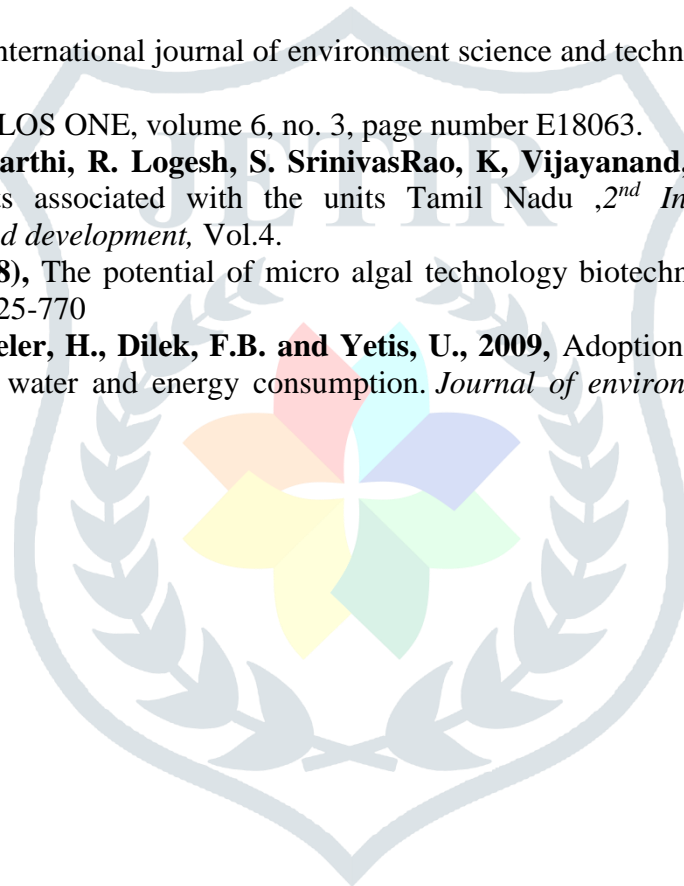 nternational journal of environment science and techn
LOS ONE, volume 6, no. 3, page number E18063.
arthi, R. Logesh, S. SrinivasRao, K, Vijayanand,
ts associated with the units Tamil Nadu ,2nd In
d development, Vol.4.
8), The potential of micro algal technology biotechn
25-770
eler, H., Dilek, F.B. and Yetis, U., 2009, Adoption
water and energy consumption. Journal of environ
JETIR